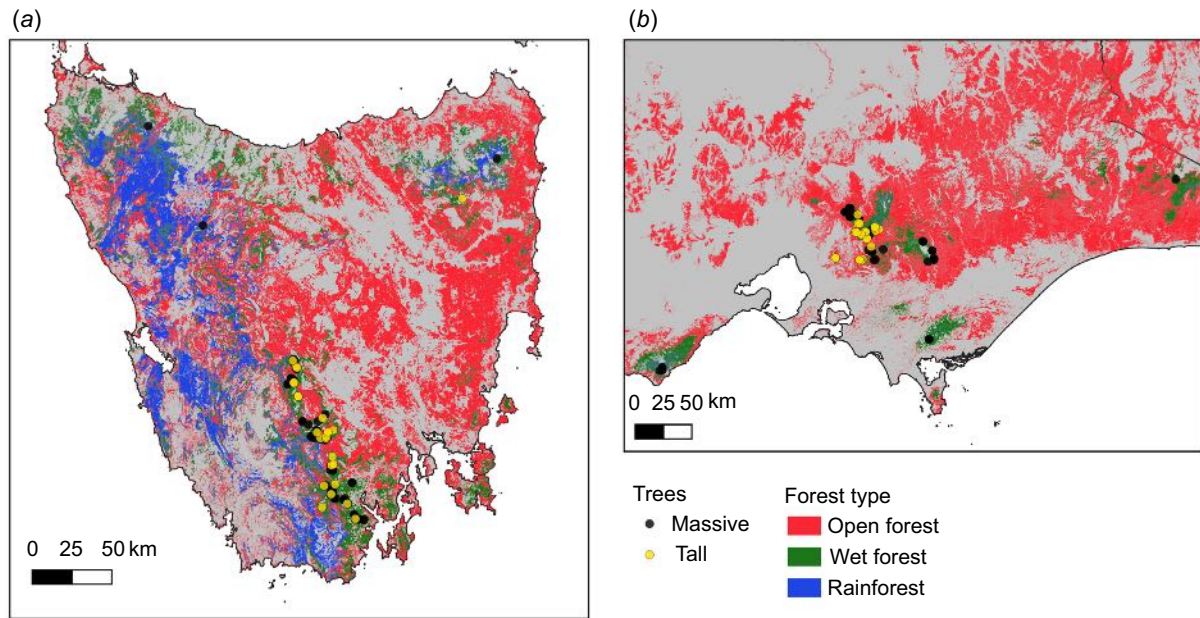 (a)
(b)
0 25 50 km
0 25 50 km
Trees
Massive
Tall
Forest type
Open forest
Wet forest
Rainforest